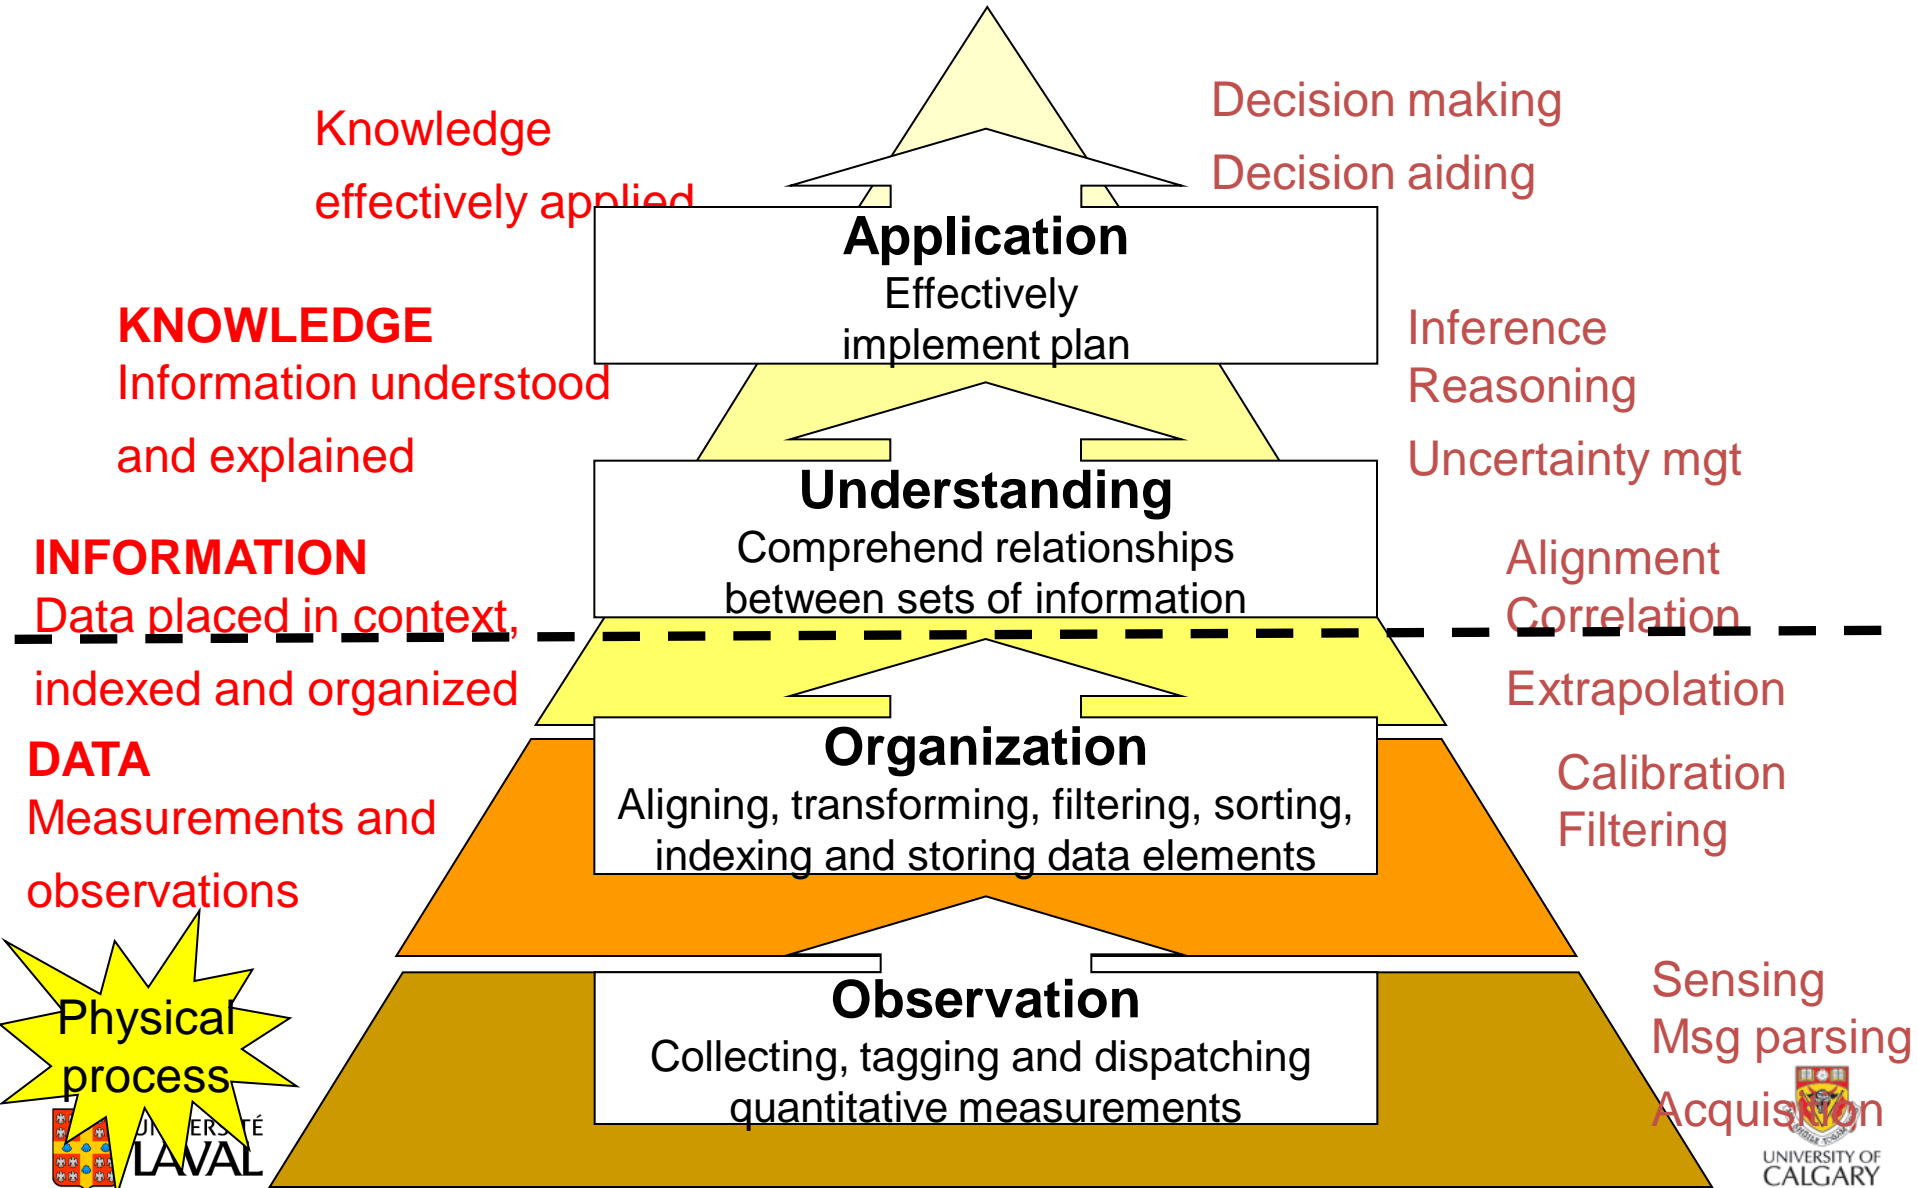 Knowledge
effectively applied
Decision making
Decision aiding
Application
Effectively
implement plan
KNOWLEDGE
Information understood
and explained
Inference
Reasoning
Uncertainty mgt
Understanding
Comprehend relationships
between sets of information
INFORMATION
Data placed in context,
indexed and organized
Alignment
Correlation
Extrapolation
Organization
Aligning, transforming, filtering, sorting,
indexing and storing data elements
DATA
Measurements and
observations
Calibration
Filtering
Observation
Collecting, tagging and dispatching
quantitative measurements
Physical
process
Sensing
Msg parsing
Acquisition
UNIVERSITÉ
LAVAL
UNIVERSITY OF
CALGARY